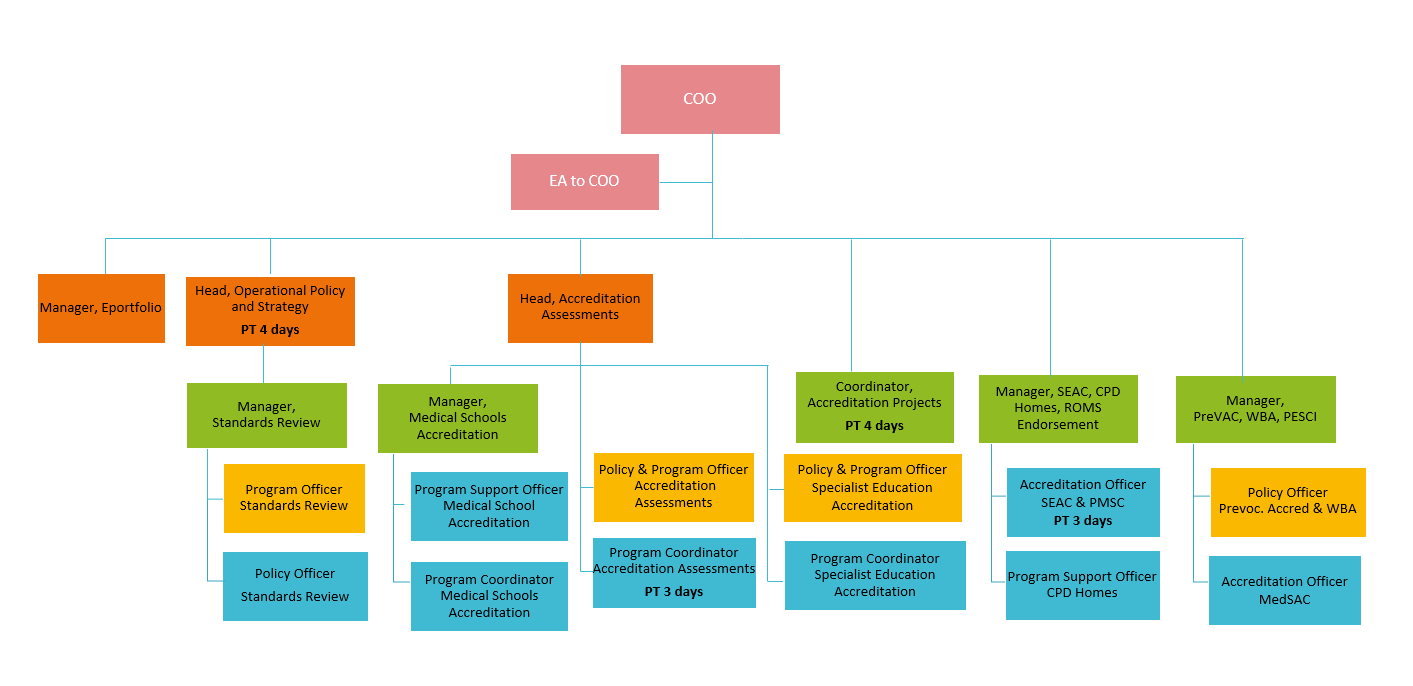 COO
EA to COO
Manager, Eportfolio
Head, Operational Policy
and Strategy
PT 4 days
Head, Accreditation
Assessments
Manager,
Standards Review
Manager,
Medical Schools
Accreditation
Coordinator,
Accreditation Projects
PT 4 days
Manager, SEAC, CPD
Homes, ROMS
Endorsement
Manager,
PreVAC, WBA, PESCI
Program Officer
Standards Review
Program Support Officer
Medical School
Accreditation
Policy & Program Officer
Accreditation
Assessments
Policy & Program Officer
Specialist Education
Accreditation
Accreditation Officer
SEAC & PMSC
PT 3 days
Policy Officer
Prevoc. Accred & WBA
Policy Officer
Standards Review
Program Coordinator
Medical Schools
Accreditation
Program Coordinator
Accreditation Assessments
PT 3 days
Program Coordinator
Specialist Education
Accreditation
Program Support Officer
CPD Homes
Accreditation Officer
MedSAC